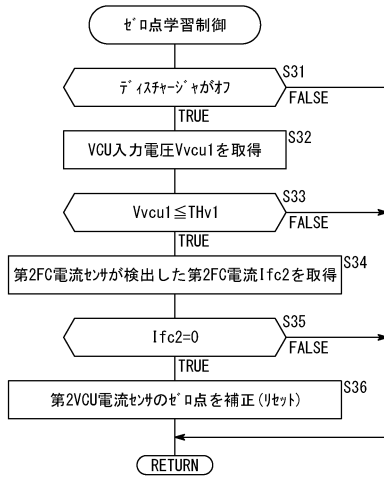 ｾﾞﾛ点学習制御
ﾃﾞｨｽﾁｬｰｼﾞｬがｵﾌ
S31
FALSE
TRUE
VCU入力電圧Vvcu1を取得
S32
Vvcu1≦THv1
S33
FALSE
TRUE
第2FC電流ｾﾝｻが検出した第2FC電流Ifc2を取得
S34
Ifc2=0
S35
FALSE
TRUE
第2VCU電流ｾﾝｻのｾﾞﾛ点を補正(ﾘｾｯﾄ)
S36
RETURN